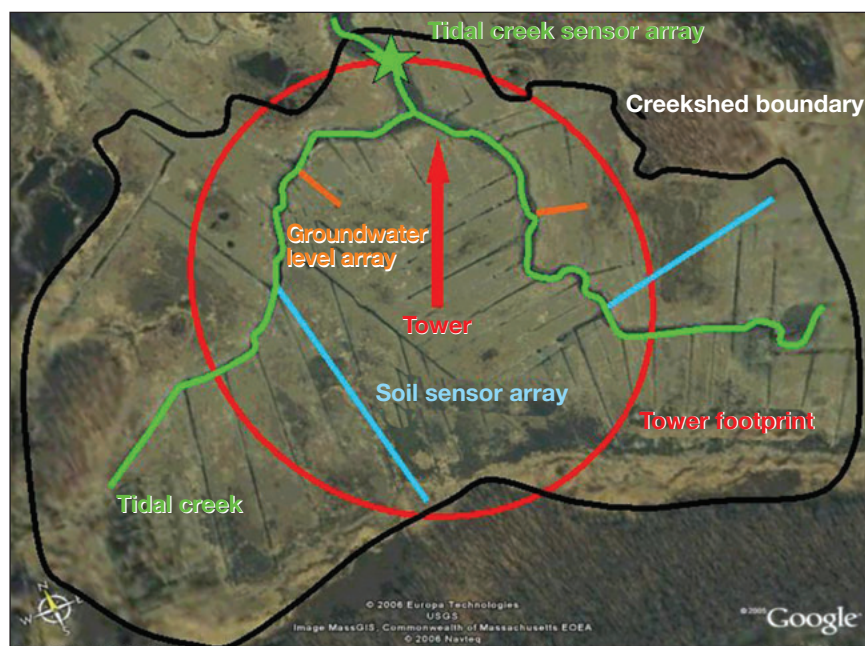 Tidal creek sensor array
Creekshed boundary
Groundwater
level array
Tower
Soil sensor array
Tower footprint
Tidal creek
N
W
E
S
© 2006 Europa Technologies
USGS
Image MassGIS, Commonwealth of Massachusetts EOEA
© 2006 Navteq
©2005 Google